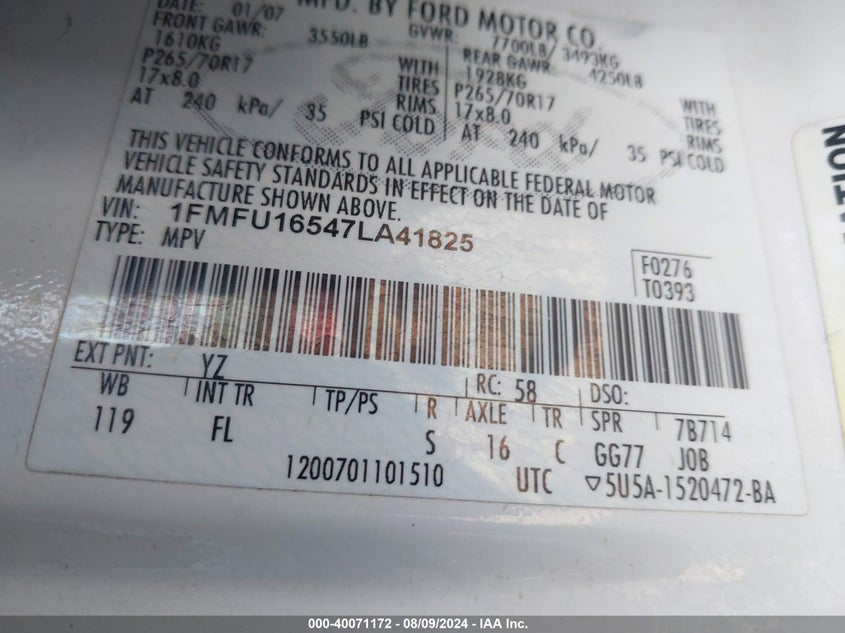 DATE: 01/07 MFD. BY FORD MOTOR CO.
FRONT GAWR: 3550LB GVWR: 7700LB/ 3493KG
1610KG REAR GAWR: 4250LB
P265/70R17 WITH 1928KG WITH
17x8.0 TIRES P265/70R17 TIRES
RIMS 17x8.0 RIMS
AT 240 kPa/ 35 PSI COLD AT 240 kPa/ 35 PSI COLD
THIS VEHICLE CONFORMS TO ALL APPLICABLE FEDERAL MOTOR
VEHICLE SAFETY STANDARDS IN EFFECT ON THE DATE OF
MANUFACTURE SHOWN ABOVE.
VIN: 1FMFU16547LA41825
TYPE: MPV
F0276
T0393
EXT PNT: YZ RC: 58 DSO:
WB INT TR TP/PS R AXLE TR SPR 7B714
119 FL S 16 C GG77 JOB
1200701101510 UTC ▽5U5A-1520472-BA
000-40071172 - 08/09/2024 - IAA Inc.